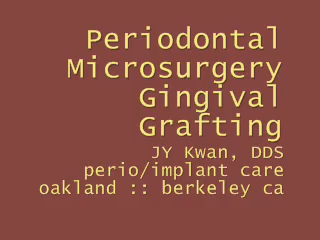 Periodontal
Microsurgery
Gingival
Grafting
JY Kwan, DDS
perio/implant care
oakland :: berkeley ca